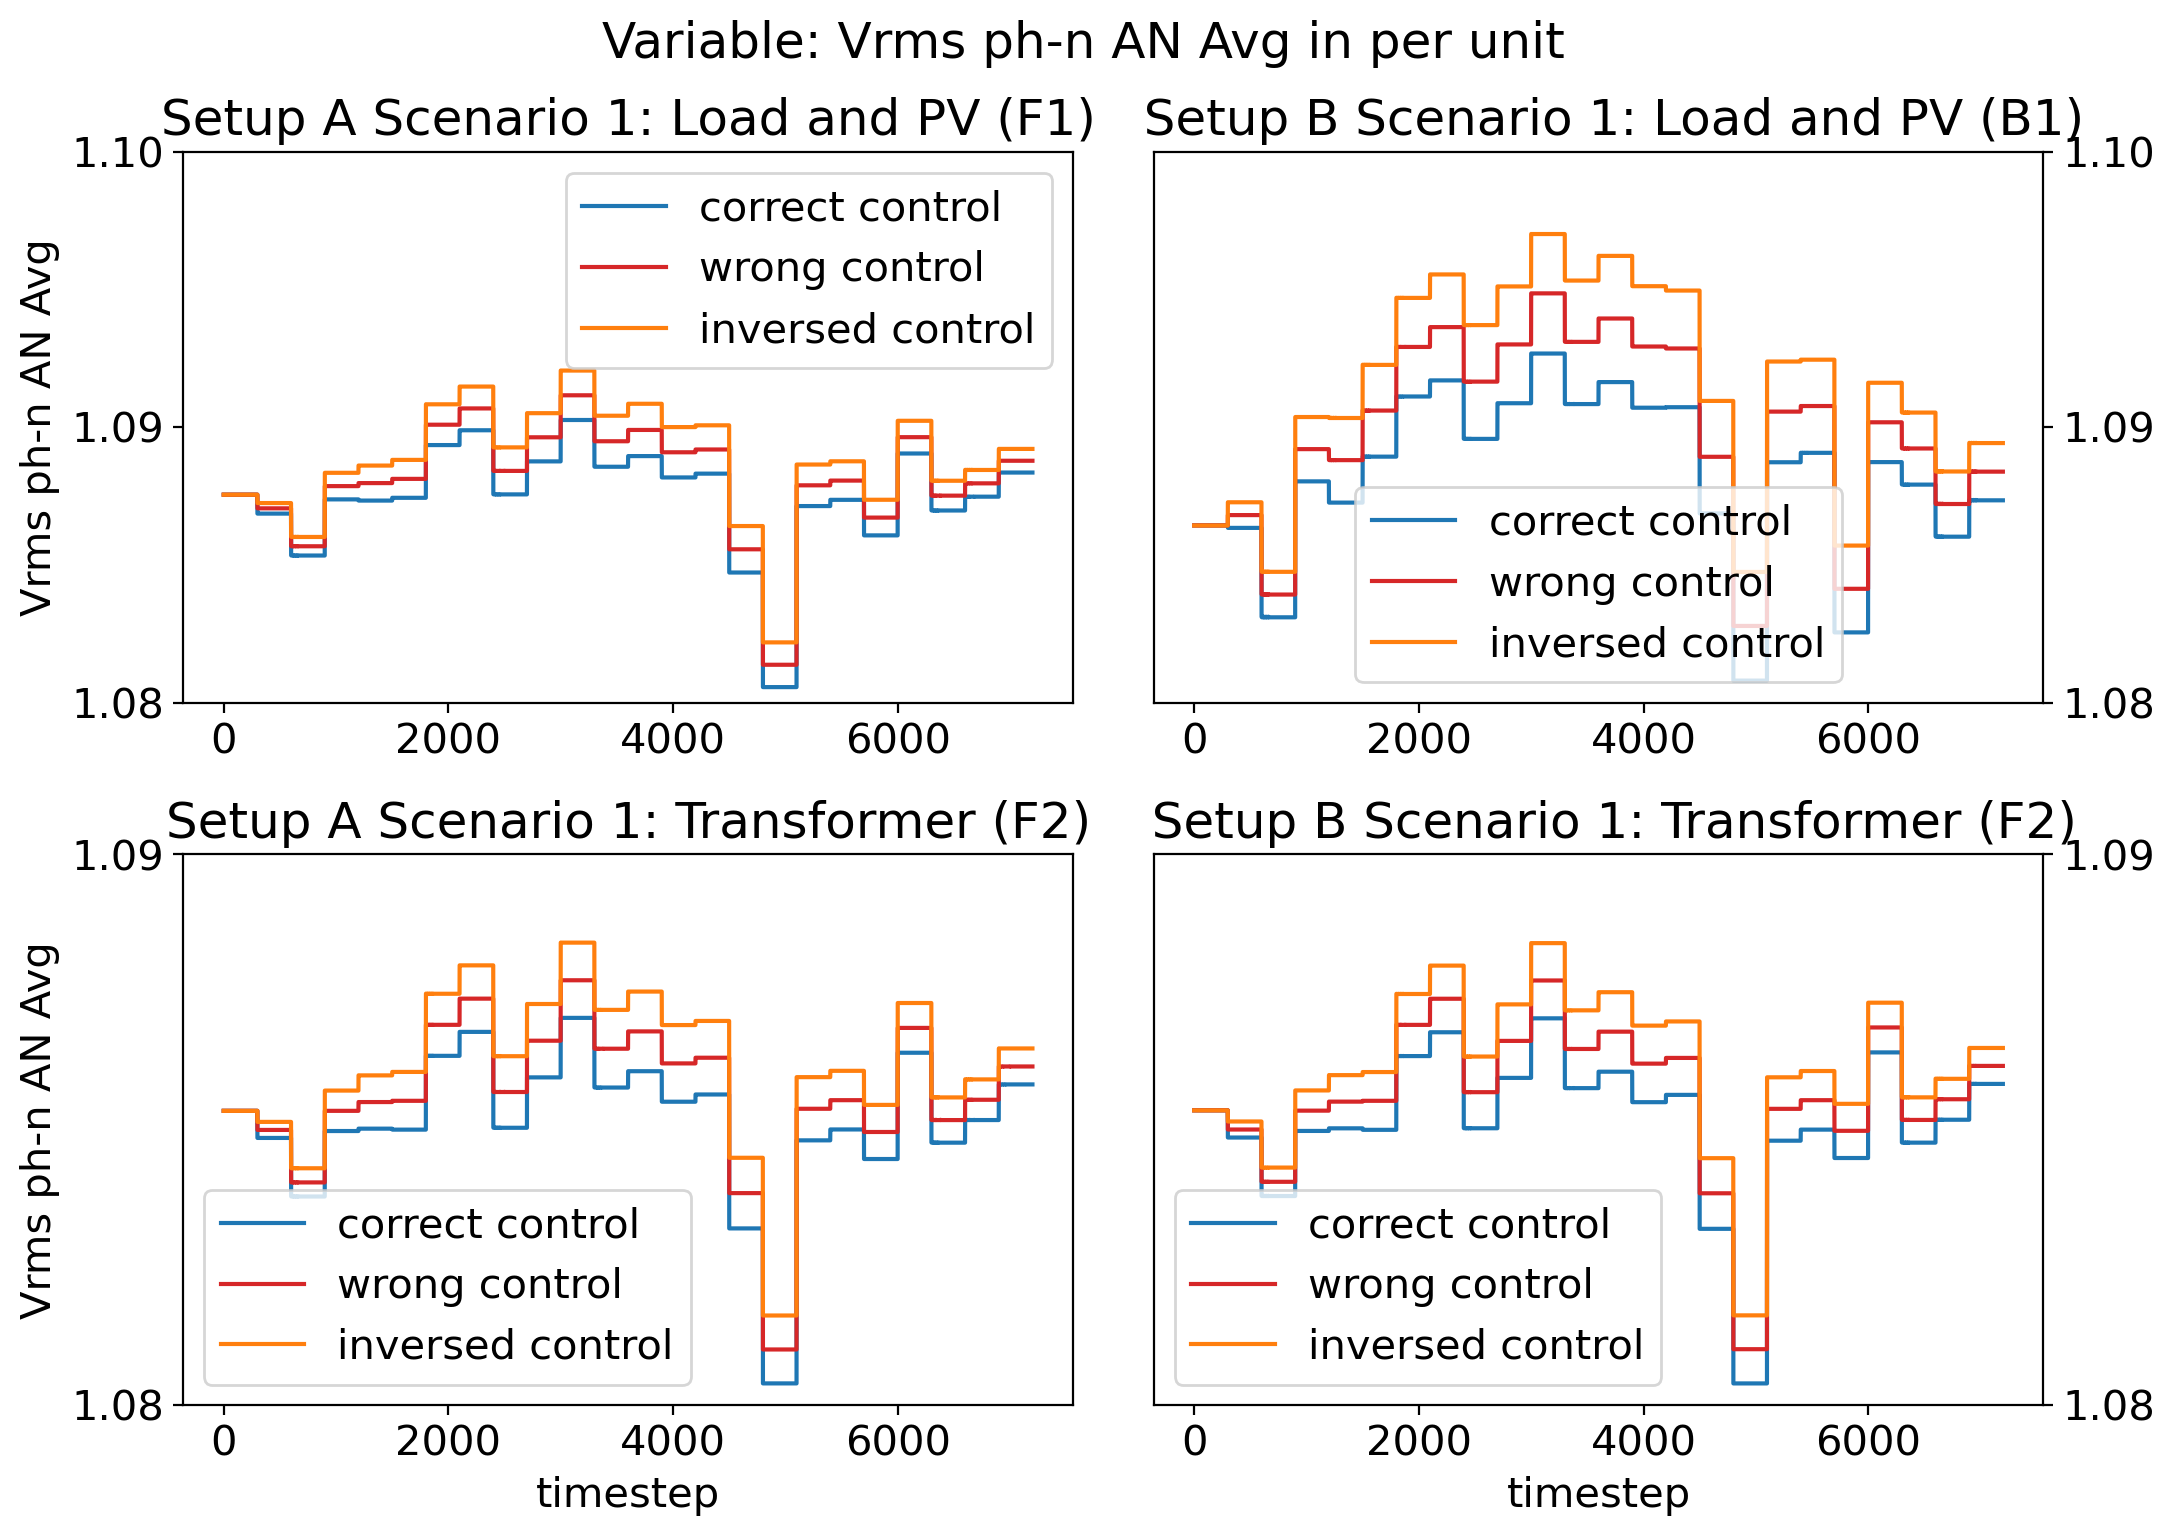 Variable: Vrms ph-n AN Avg in per unit
Setup A Scenario 1: Load and PV (F1)
Vrms ph-n AN Avg
1.10
1.09
1.08
correct control
wrong control
inversed control
0 2000 4000 6000
Setup B Scenario 1: Load and PV (B1)
1.10
1.09
1.08
correct control
wrong control
inversed control
0 2000 4000 6000
Setup A Scenario 1: Transformer (F2)
Vrms ph-n AN Avg
1.09
1.08
correct control
wrong control
inversed control
0 2000 4000 6000
timestep
Setup B Scenario 1: Transformer (F2)
1.09
1.08
correct control
wrong control
inversed control
0 2000 4000 6000
timestep